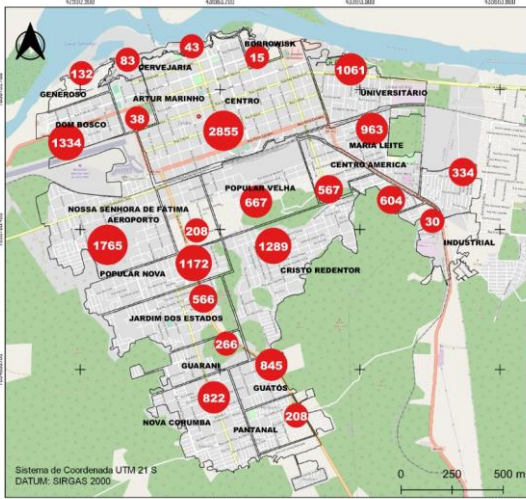 43
BORROWISK
15
83
CERVEJARIA
132
1061
GENEROSO
ARTUR MARINHO
CENTRO
UNIVERSITÁRIO
38
DOM BOSCO
2855
963
1334
MARIA LEITE
CENTRO AMERICA
334
POPULAR VELHA
567
667
604
NOSSA SENHORA DE FÁTIMA
AEROPORTO
208
30
1765
1289
INDUSTRIAL
1172
CRISTO REDENTOR
POPULAR NOVA
566
JARDIM DOS ESTADOS
266
GUARANI
845
GUATÓS
822
208
NOVA CORUMBA
PANTANAL
Sistema de Coordenada UTM 21 S
DATUM: SIRGAS 2000
0 250 500 m